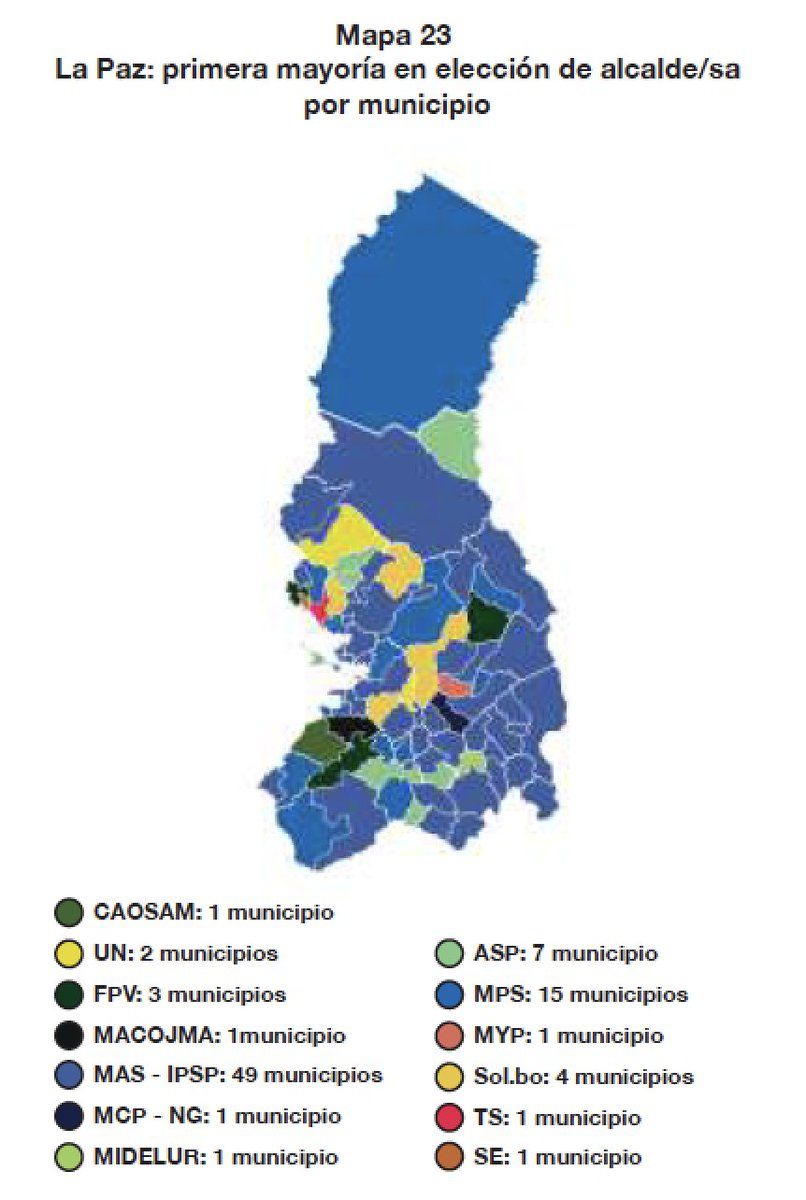 Mapa 23
La Paz: primera mayoría en elección de alcalde/sa
por municipio
CAOSAM: 1 municipio
UN: 2 municipios
FPV: 3 municipios
MACOJMA: 1municipio
MAS - IPSP: 49 municipios
MCP - NG: 1 municipio
MIDELUR: 1 municipio
ASP: 7 municipio
MPS: 15 municipios
MYP: 1 municipio
Sol.bo: 4 municipios
TS: 1 municipio
SE: 1 municipio